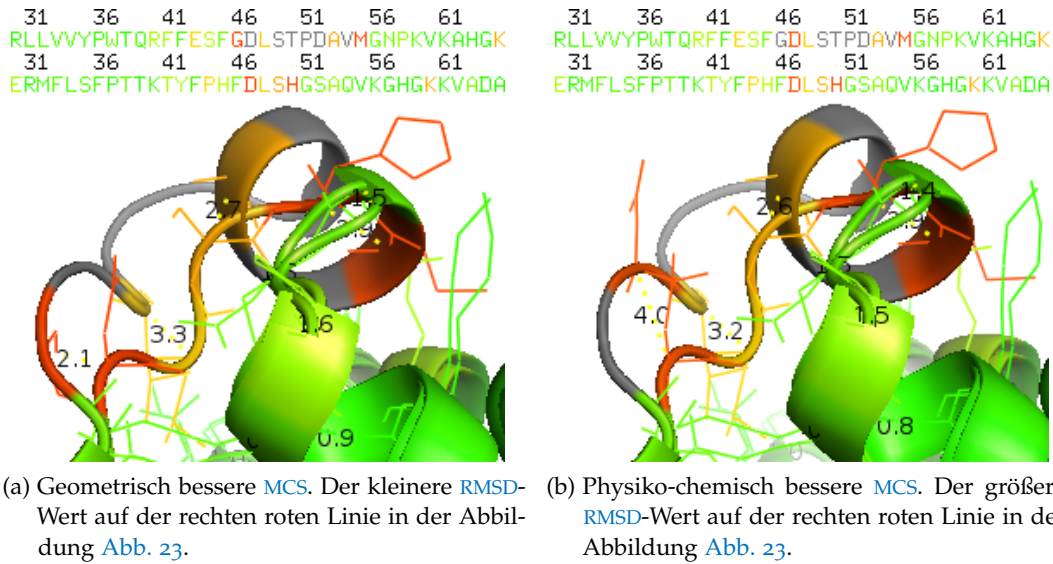 31 36 41 46 51 56 61
RLLVVYPWTQRFFESFGDLSTPDAVMGNPKVKAHGK
31 36 41 46 51 56 61
ERMFLSFPTTKTYFPHFDLSHGSAQVKGHGKKVADA
2.7
1.5
3.3
1.6
2.1
0.9
(a) Geometrisch bessere MCS. Der kleinere RMSD-
Wert auf der rechten roten Linie in der Abbil-
dung Abb. 23.
31 36 41 46 51 56 61
RLLVVYPWTQRFFESFGDLSTPDAVMGNPKVKAHGK
31 36 41 46 51 56 61
ERMFLSFPTTKTYFPHFDLSHGSAQVKGHGKKVADA
2.6
1.4
4.0
3.2
1.5
0.8
(b) Physiko-chemisch bessere MCS. Der größer
RMSD-Wert auf der rechten roten Linie in de
Abbildung Abb. 23.